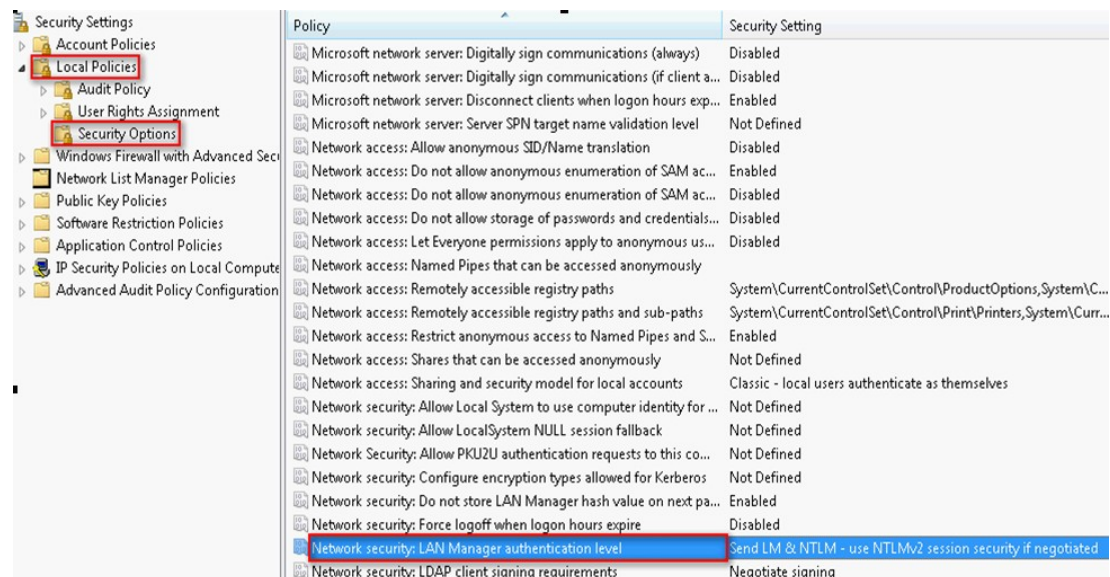 Security Settings
Account Policies
Local Policies
Audit Policy
User Rights Assignment
Security Options
Windows Firewall with Advanced Secu
Network List Manager Policies
Public Key Policies
Software Restriction Policies
Application Control Policies
IP Security Policies on Local Compute
Advanced Audit Policy Configuration
Policy Security Setting
Microsoft network server: Digitally sign communications (always) Disabled
Microsoft network server: Digitally sign communications (if client a... Disabled
Microsoft network server: Disconnect clients when logon hours exp... Enabled
Microsoft network server: Server SPN target name validation level Not Defined
Network access: Allow anonymous SID/Name translation Disabled
Network access: Do not allow anonymous enumeration of SAM ac... Enabled
Network access: Do not allow anonymous enumeration of SAM ac... Disabled
Network access: Do not allow storage of passwords and credentials... Disabled
Network access: Let Everyone permissions apply to anonymous us... Disabled
Network access: Named Pipes that can be accessed anonymously
Network access: Remotely accessible registry paths System\CurrentControlSet\Control\ProductOptions,System\C...
Network access: Remotely accessible registry paths and sub-paths System\CurrentControlSet\Control\Print\Printers,System\Curr...
Network access: Restrict anonymous access to Named Pipes and S... Enabled
Network access: Shares that can be accessed anonymously Not Defined
Network access: Sharing and security model for local accounts Classic - local users authenticate as themselves
Network security: Allow Local System to use computer identity for ... Not Defined
Network security: Allow LocalSystem NULL session fallback Not Defined
Network Security: Allow PKU2U authentication requests to this co... Not Defined
Network security: Configure encryption types allowed for Kerberos Not Defined
Network security: Do not store LAN Manager hash value on next pa... Enabled
Network security: Force logoff when logon hours expire Disabled
Network security: LAN Manager authentication level Send LM & NTLM - use NTLMv2 session security if negotiated
Network security: LDAP client signing requirements Negotiate signing